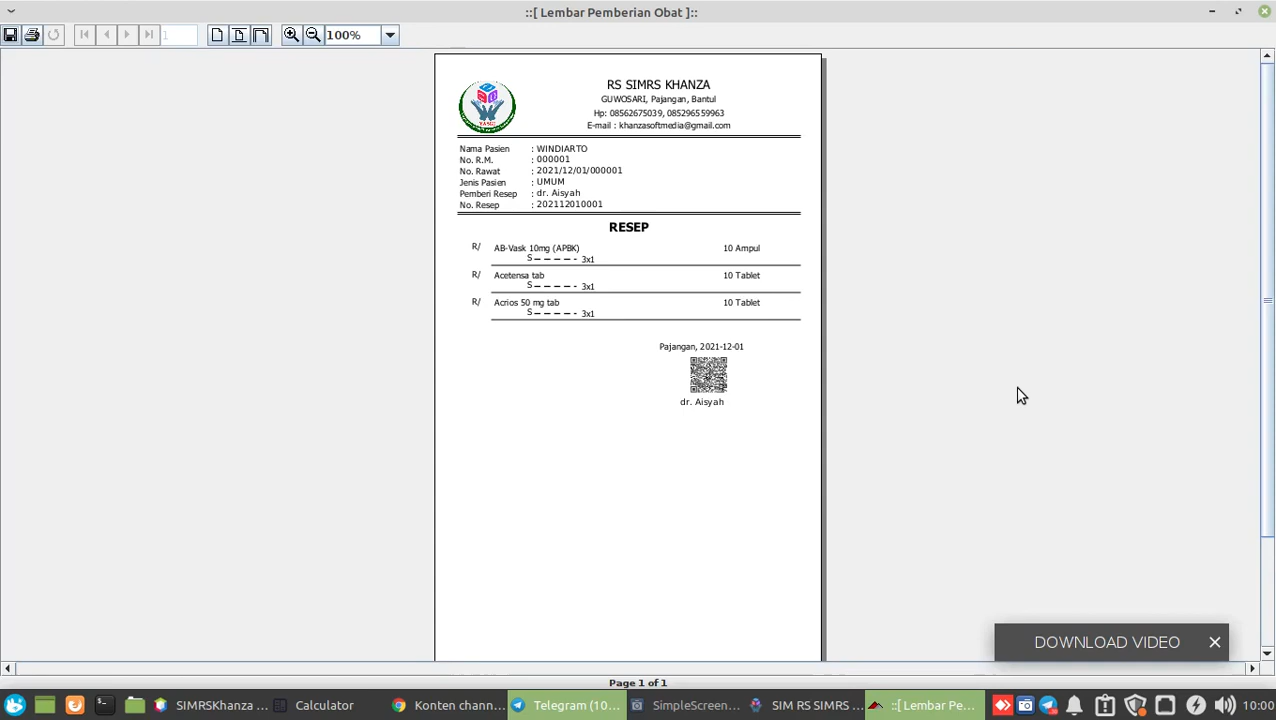 ::[ Lembar Pemberian Obat ]::
1
100%
RS SIMRS KHANZA
GUWOSARI, Pajangan, Bantul
Hp: 08562675039, 085296559963
E-mail : khanzasoftmedia@gmail.com
YASKI
Nama Pasien : WINDIARTO
No. R.M. : 000001
No. Rawat : 2021/12/01/000001
Jenis Pasien : UMUM
Pemberi Resep : dr. Aisyah
No. Resep : 202112010001
RESEP
R/ AB-Vask 10mg (APBK) 10 Ampul
S ----- 3x1
R/ Acetensa tab 10 Tablet
S ----- 3x1
R/ Acrios 50 mg tab 10 Tablet
S ----- 3x1
Pajangan, 2021-12-01
dr. Aisyah
DOWNLOAD VIDEO
Page 1 of 1
SIMRSKhanza ...
Calculator
Konten chann...
Telegram (10...
SimpleScreen...
SIM RS SIMRS ...
::[ Lembar Pe...
10:00